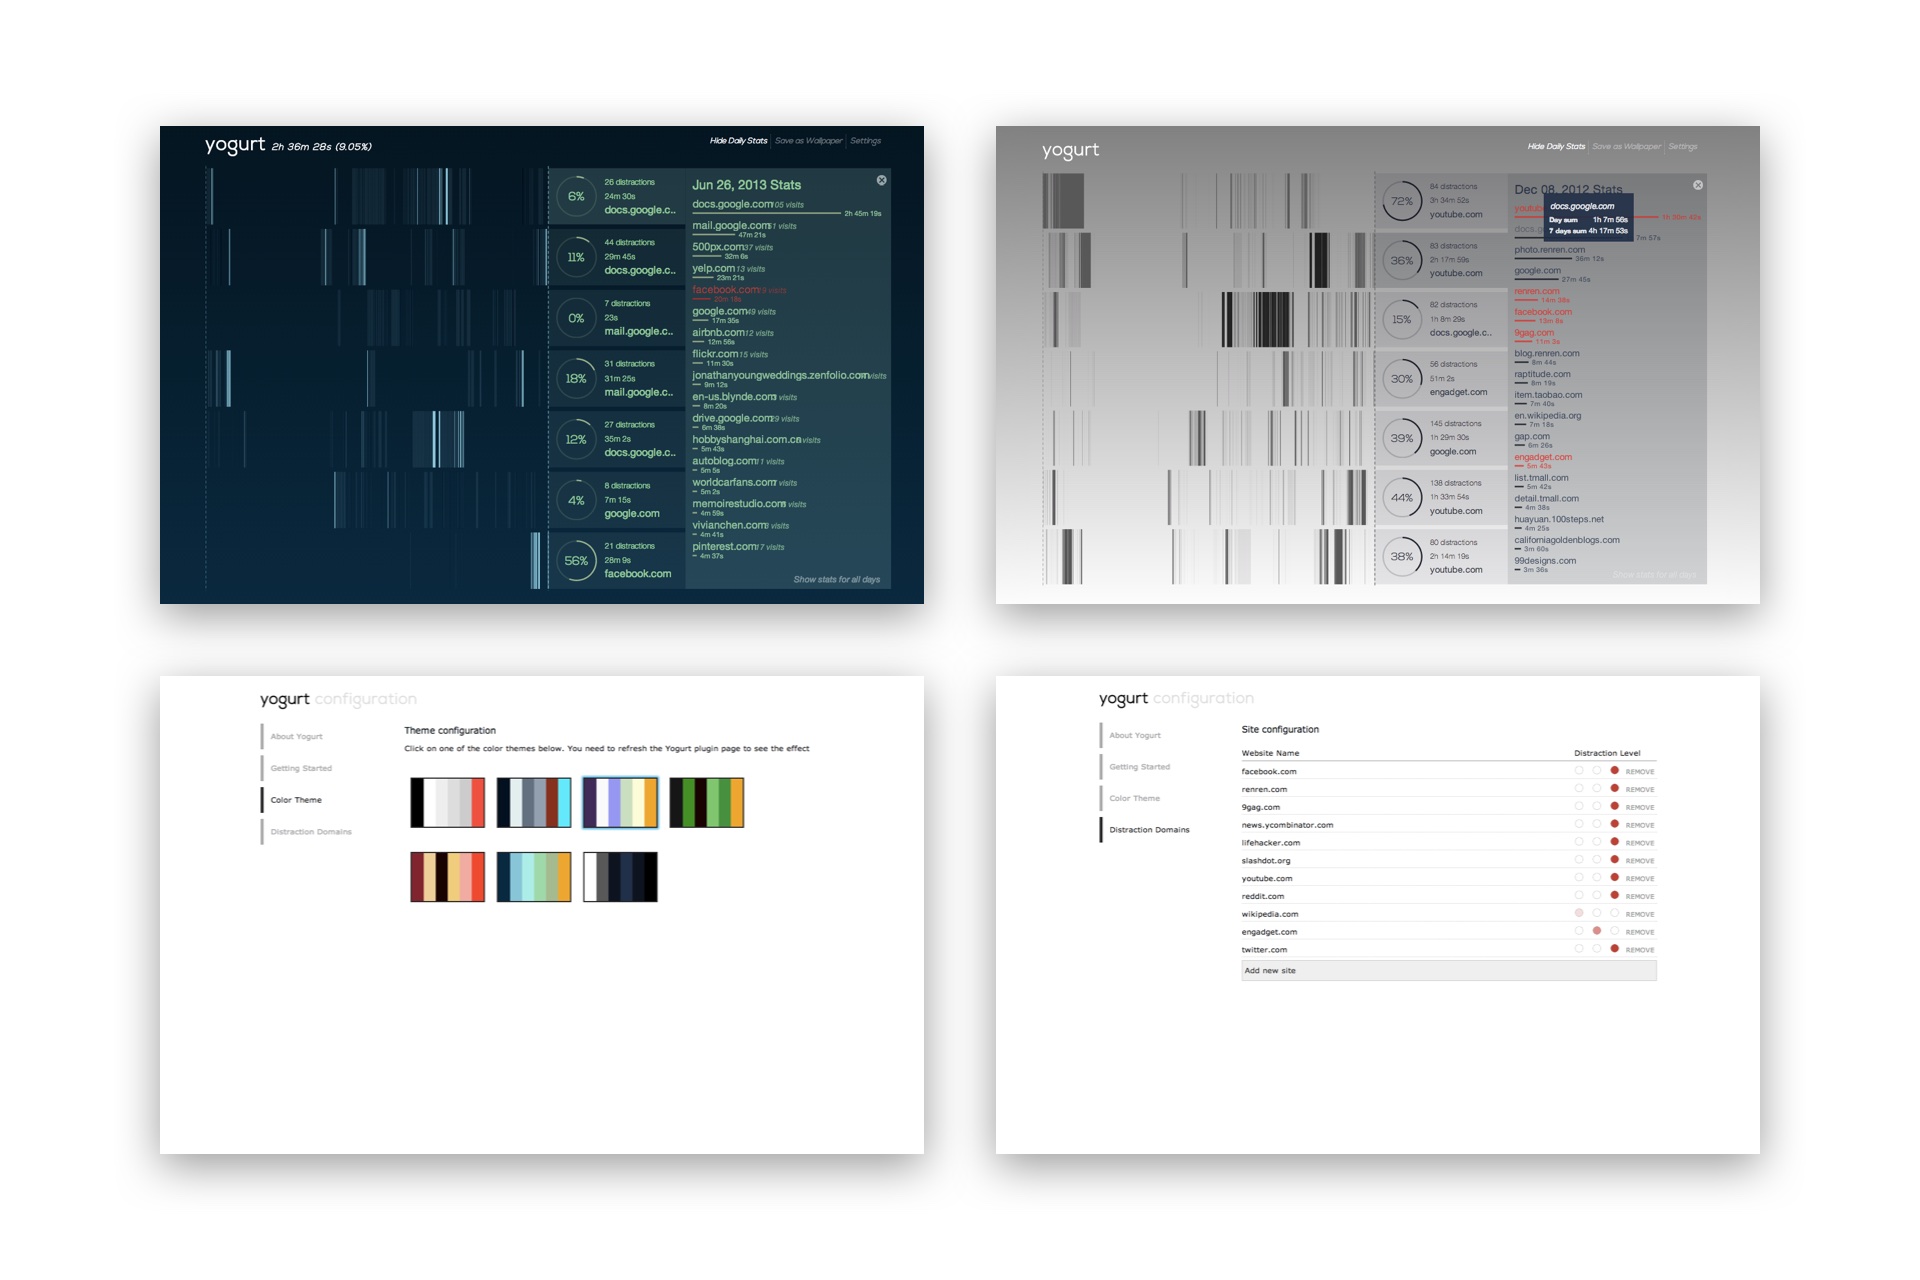 yogurt 2h 36m 28s (9.05%)
Hide Daily Stats Save as Wallpaper Settings
6%
26 distractions
24m 30s
docs.google.c..
11%
44 distractions
29m 45s
docs.google.c..
0%
7 distractions
23s
mail.google.c..
18%
31 distractions
31m 25s
mail.google.c..
12%
27 distractions
35m 2s
docs.google.c..
4%
8 distractions
7m 15s
google.com
56%
21 distractions
28m 9s
facebook.com
Jun 26, 2013 Stats
docs.google.com 105 visits
2h 45m 19s
mail.google.com 51 visits
47m 21s
500px.com 37 visits
32m 6s
yelp.com 13 visits
23m 21s
facebook.com visits
20m 18s
google.com 49 visits
17m 35s
airbnb.com 12 visits
12m 56s
flickr.com 15 visits
11m 30s
jonathanyoungweddings.zenfolio.com visits
9m 12s
en-us.blynde.com visits
8m 20s
drive.google.com 29 visits
6m 38s
hobbyshanghai.com.cn visits
5m 43s
autoblog.com 11 visits
5m 5s
worldcarfans.com visits
5m 2s
memoirestudio.com visits
4m 59s
vivianchen.com visits
4m 41s
pinterest.com 17 visits
4m 37s
Show stats for all days
yogurt
Hide Daily Stats Save as Wallpaper Settings
72%
84 distractions
3h 34m 52s
youtube.com
36%
83 distractions
2h 17m 59s
youtube.com
15%
82 distractions
1h 8m 29s
docs.google.c..
30%
56 distractions
51m 2s
engadget.com
39%
145 distractions
1h 29m 30s
google.com
44%
138 distractions
1h 33m 54s
youtube.com
38%
80 distractions
2h 14m 19s
youtube.com
Dec 08, 2012 Stats
docs.google.com
Day sum 1h 7m 56s
7 days sum 4h 17m 53s
7m 57s
photo.renren.com
36m 12s
google.com
27m 45s
renren.com
14m 38s
facebook.com
13m 8s
9gag.com
11m 3s
blog.renren.com
8m 44s
raptitude.com
8m 19s
item.taobao.com
7m 40s
en.wikipedia.org
7m 18s
gap.com
6m 26s
engadget.com
5m 43s
list.tmall.com
5m 42s
detail.tmall.com
4m 38s
huayuan.100steps.net
4m 25s
californiagoldenblogs.com
3m 60s
99designs.com
3m 36s
Show stats for all days
yogurt configuration
About Yogurt
Getting Started
Color Theme
Distraction Domains
Theme configuration
Click on one of the color themes below. You need to refresh the Yogurt plugin page to see the effect
yogurt configuration
About Yogurt
Getting Started
Color Theme
Distraction Domains
Site configuration
Website Name Distraction Level
facebook.com REMOVE
renren.com REMOVE
9gag.com REMOVE
news.ycombinator.com REMOVE
lifehacker.com REMOVE
slashdot.org REMOVE
youtube.com REMOVE
reddit.com REMOVE
wikipedia.com REMOVE
engadget.com REMOVE
twitter.com REMOVE
Add new site